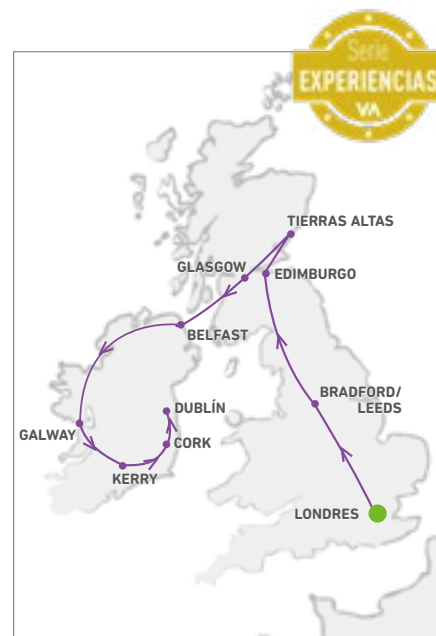 Serie
EXPERIENCIAS
VA
TIERRAS ALTAS
GLASGOW
EDIMBURGO
BELFAST
DUBLÍN
BRADFORD/
LEEDS
GALWAY
CORK
KERRY
LONDRES